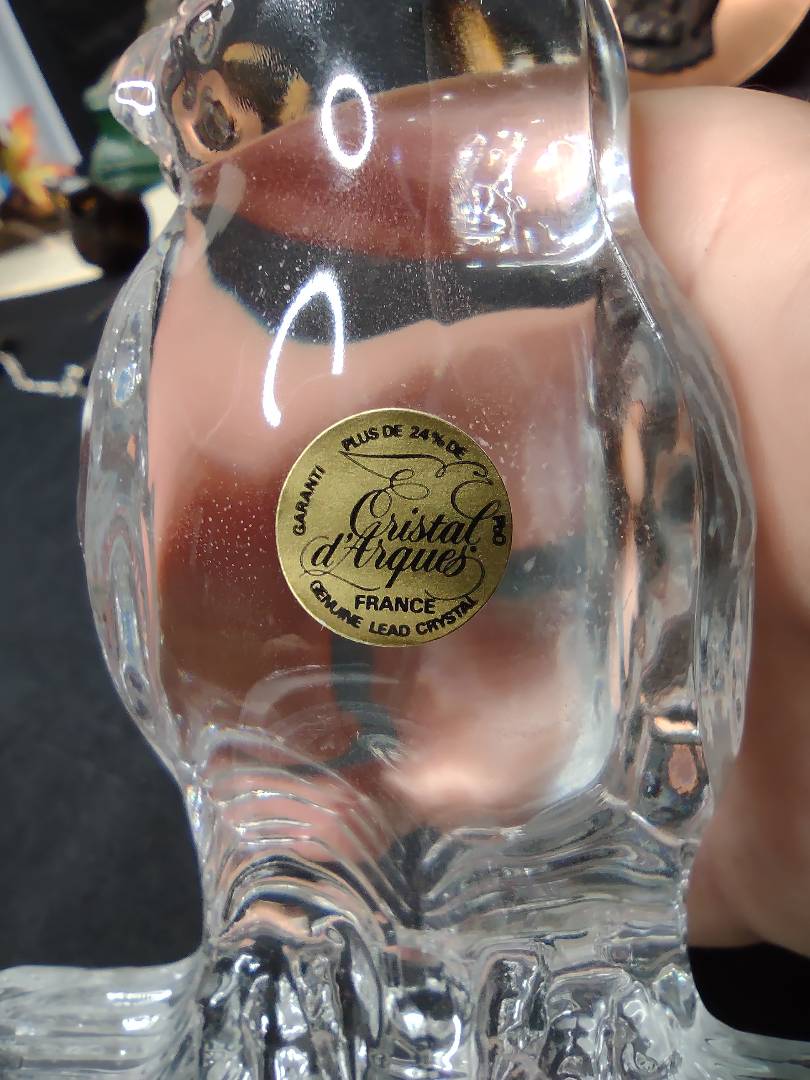 GARANTI PLUS DE 24% DE PbO
Cristal
d'Arques
FRANCE
GENUINE LEAD CRYSTAL